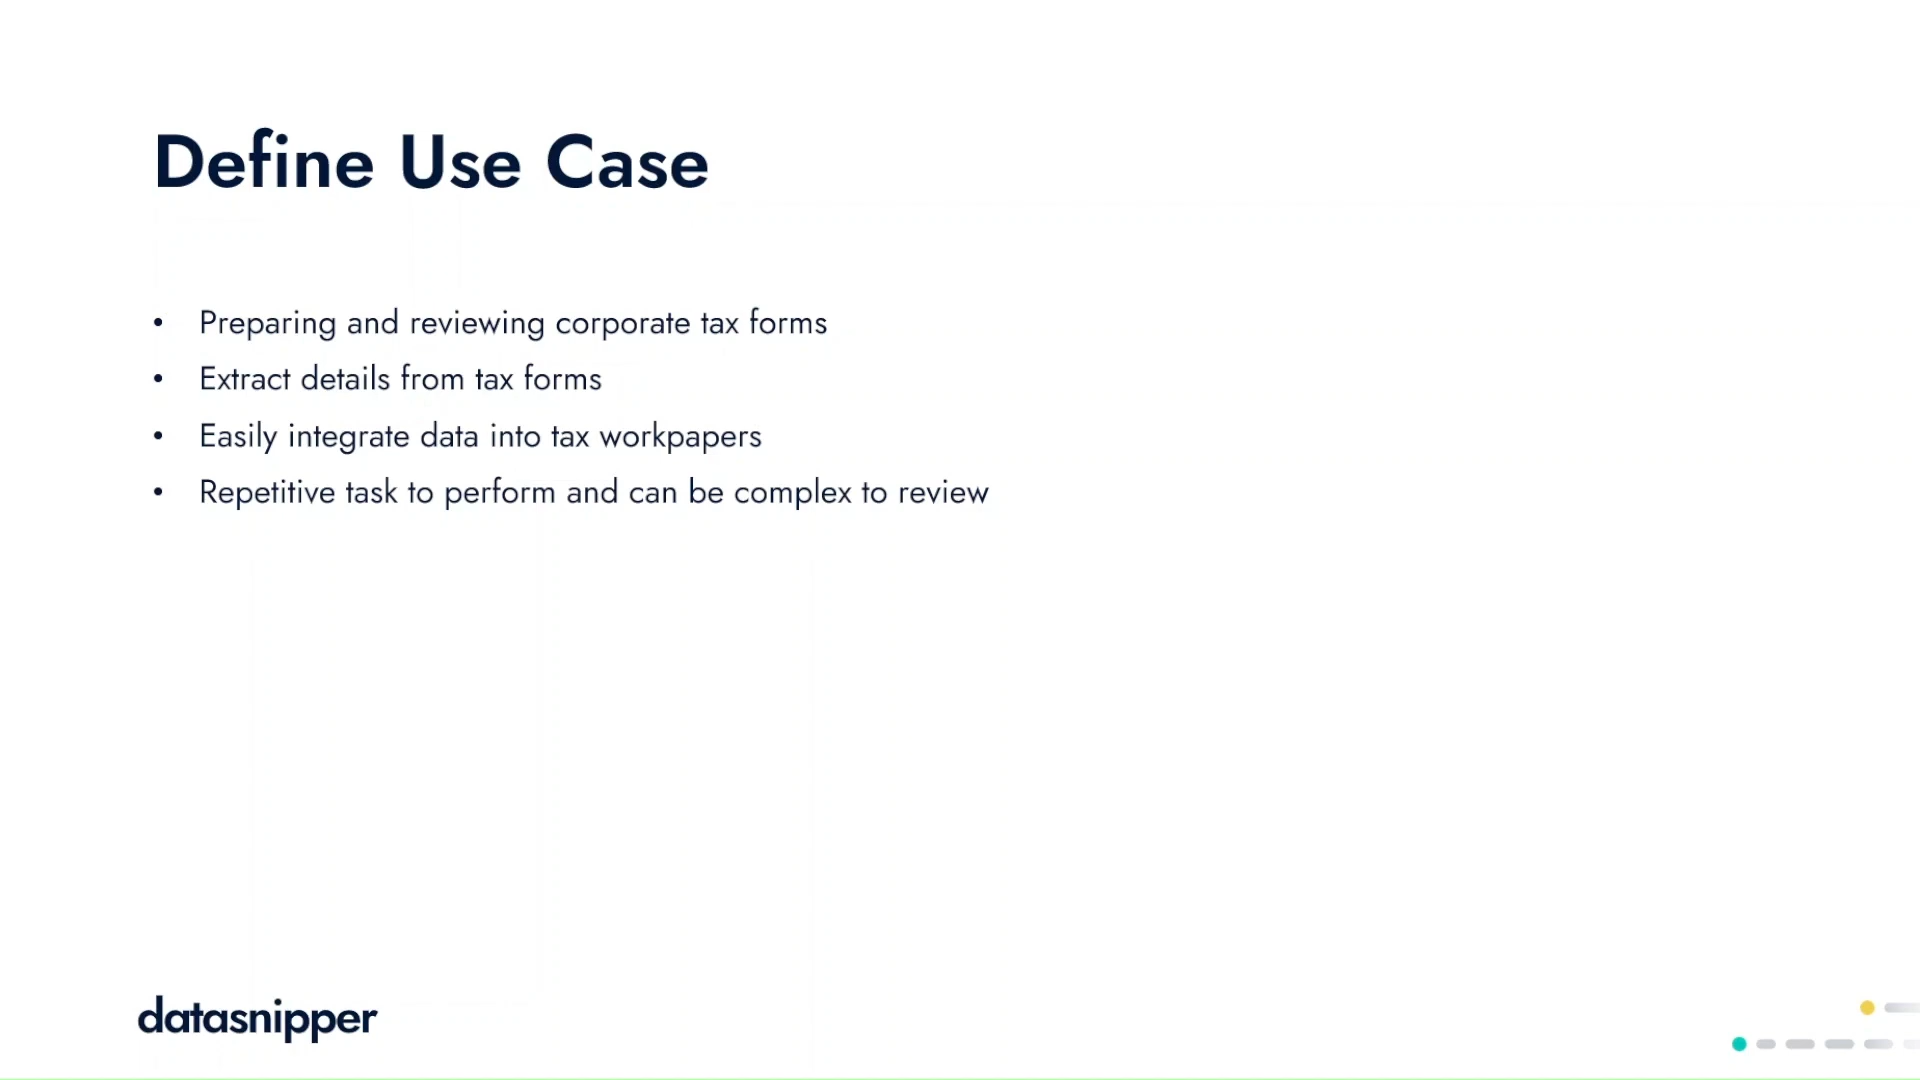 Define Use Case
• Preparing and reviewing corporate tax forms
• Extract details from tax forms
• Easily integrate data into tax workpapers
• Repetitive task to perform and can be complex to review
datasnipper